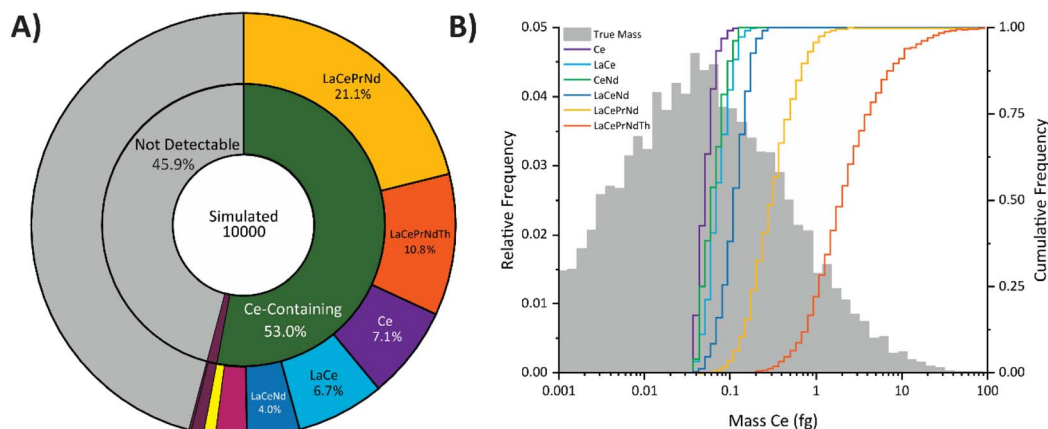 A)
LaCePrNd
21.1%
Not Detectable
45.9%
Simulated
10000
LaCePrNdTh
10.8%
Ce-Containing
53.0%
Ce
7.1%
LaCe
6.7%
LaCeNd
4.0%
B)
True Mass
Ce
LaCe
CeNd
LaCeNd
LaCePrNd
LaCePrNdTh
Relative Frequency
0.05
0.04
0.03
0.02
0.01
0.00
Cumulative Frequency
1.00
0.75
0.50
0.25
0.00
0.001
0.01
0.1
1
10
100
Mass Ce (fg)